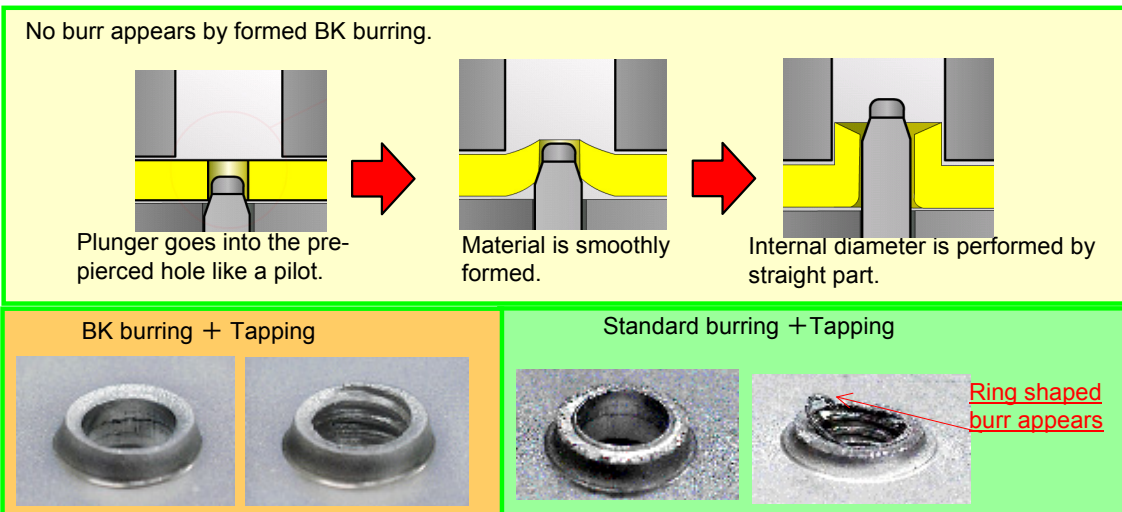 No burr appears by formed BK burring.
Plunger goes into the pre-
pierced hole like a pilot.
Material is smoothly
formed.
Internal diameter is performed by
straight part.
BK burring ＋ Tapping
Standard burring ＋Tapping
Ring shaped
burr appears